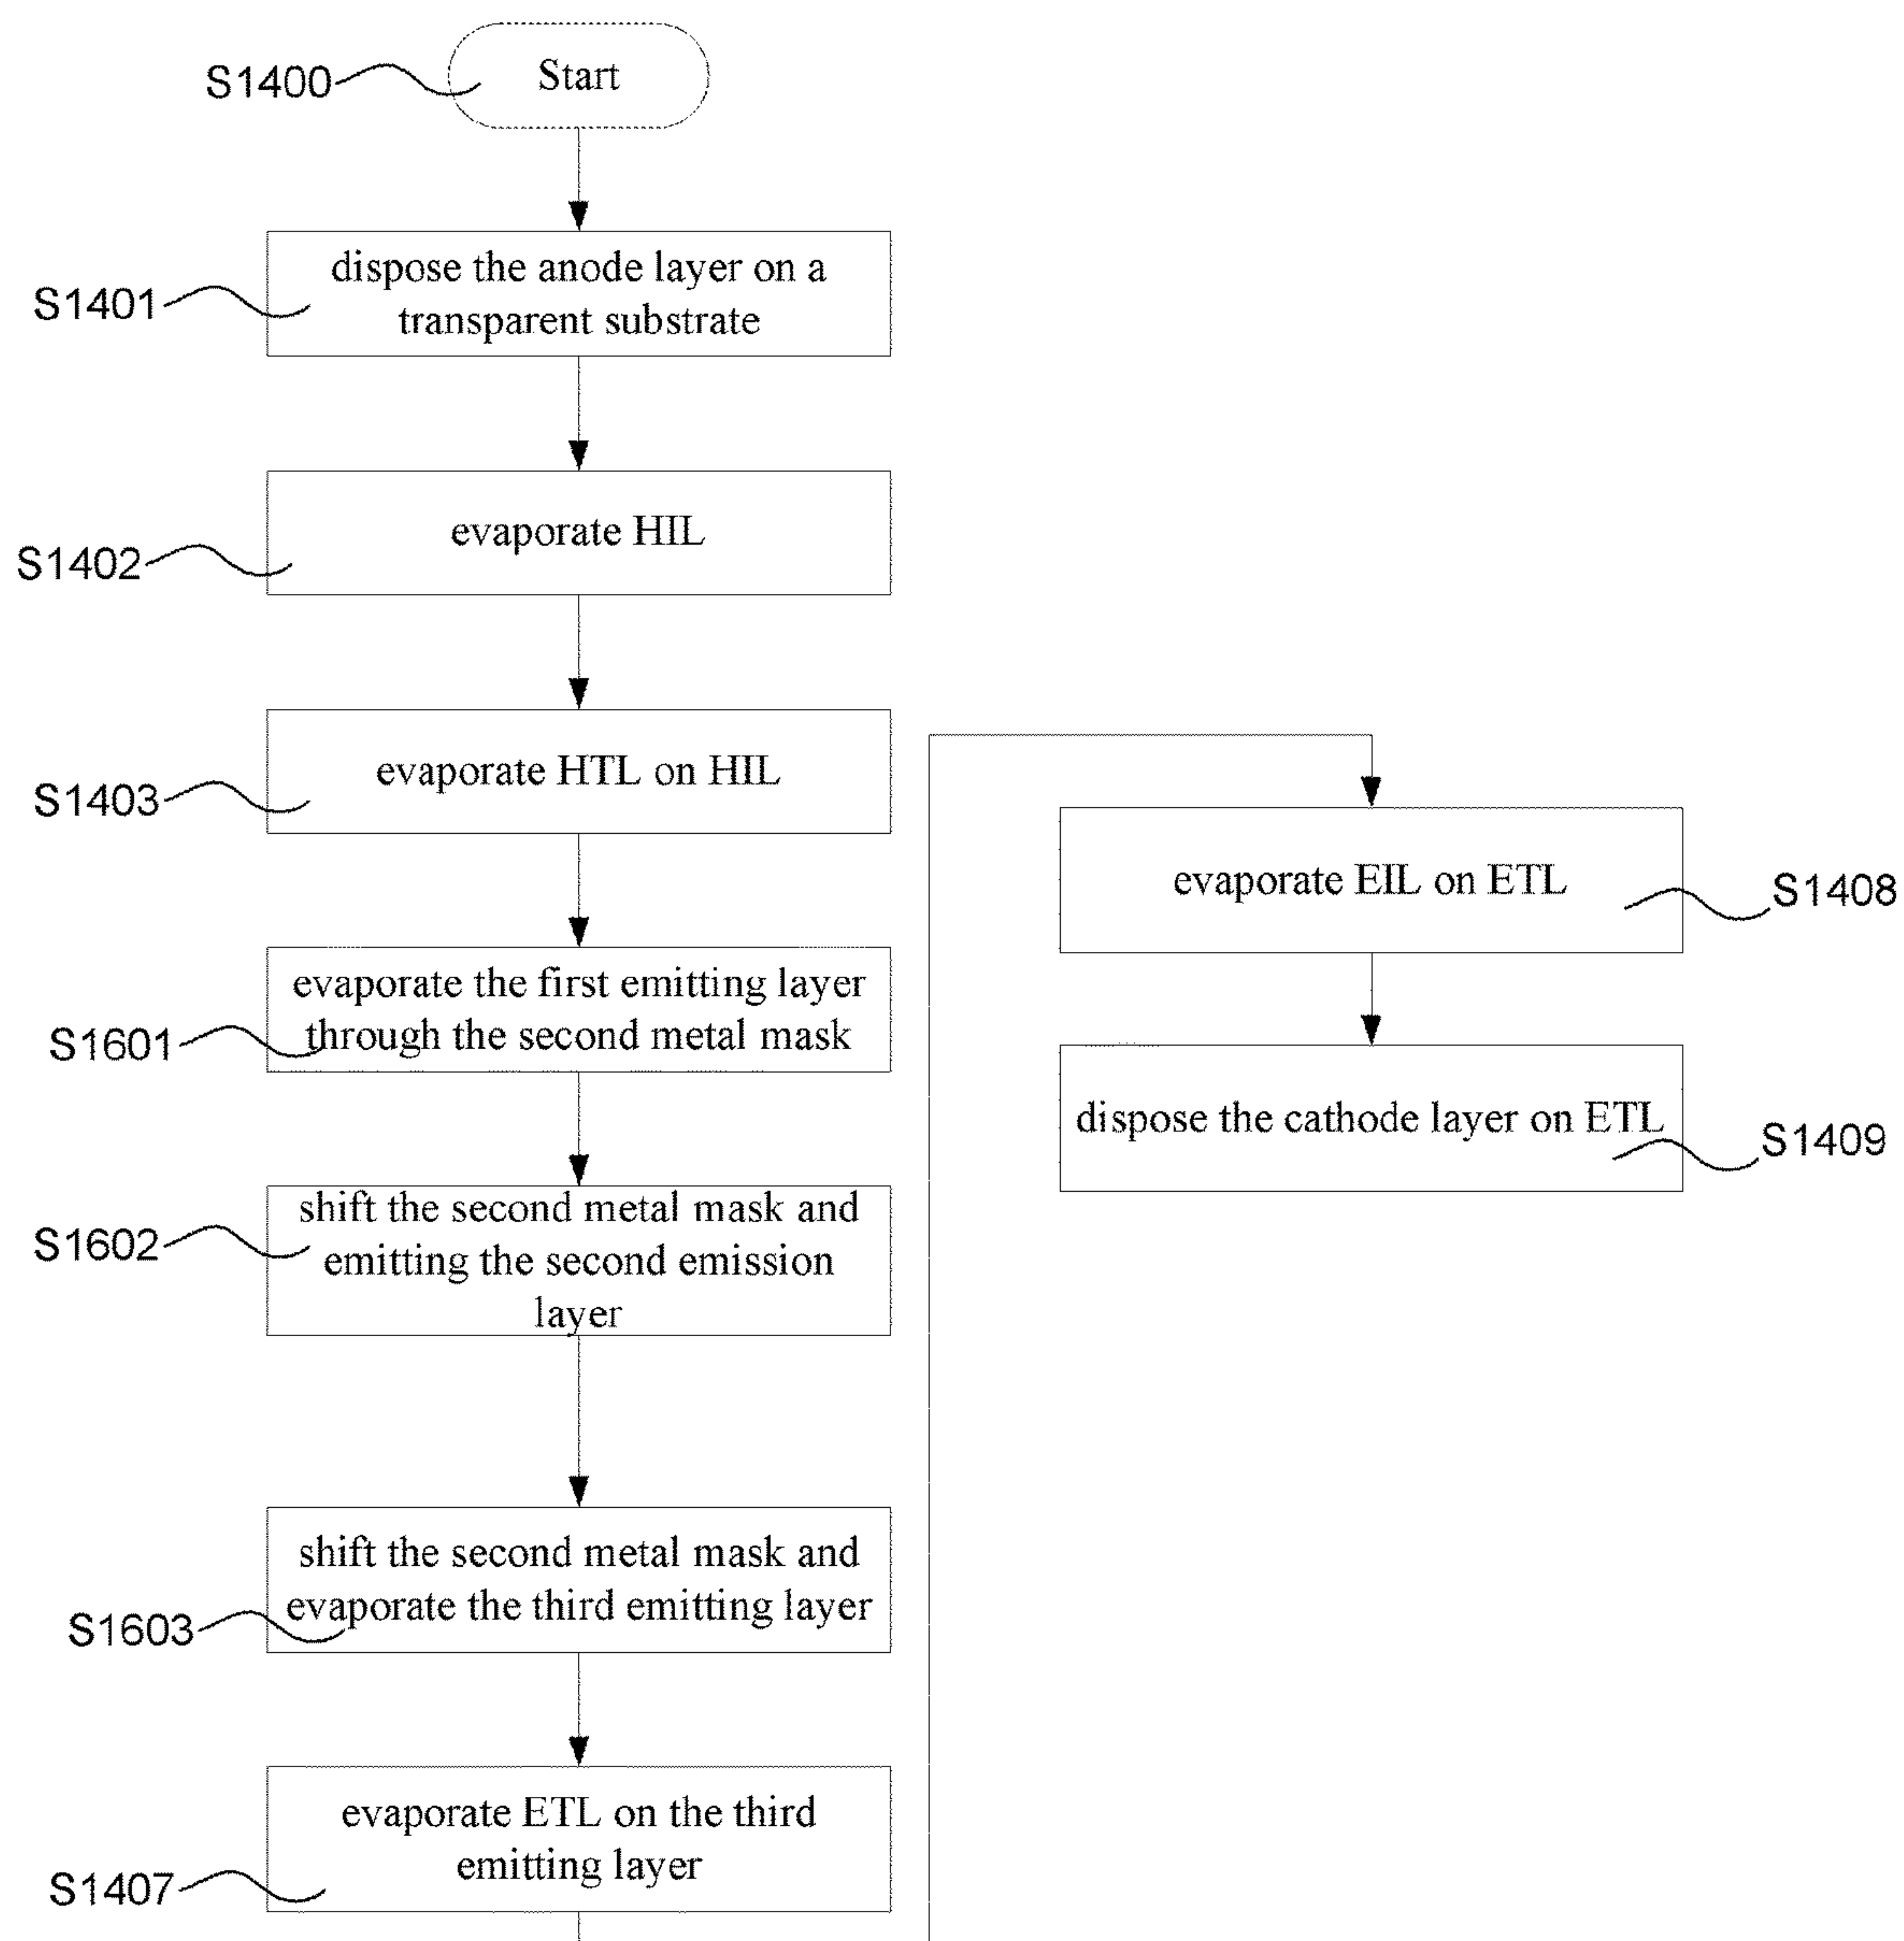 S1400
Start
S1401
dispose the anode layer on a
transparent substrate
S1402
evaporate HIL
S1403
evaporate HTL on HIL
S1601
evaporate the first emitting layer
through the second metal mask
S1602
shift the second metal mask and
emitting the second emission
layer
S1603
shift the second metal mask and
evaporate the third emitting layer
S1407
evaporate ETL on the third
emitting layer
evaporate EIL on ETL
S1408
dispose the cathode layer on ETL
S1409